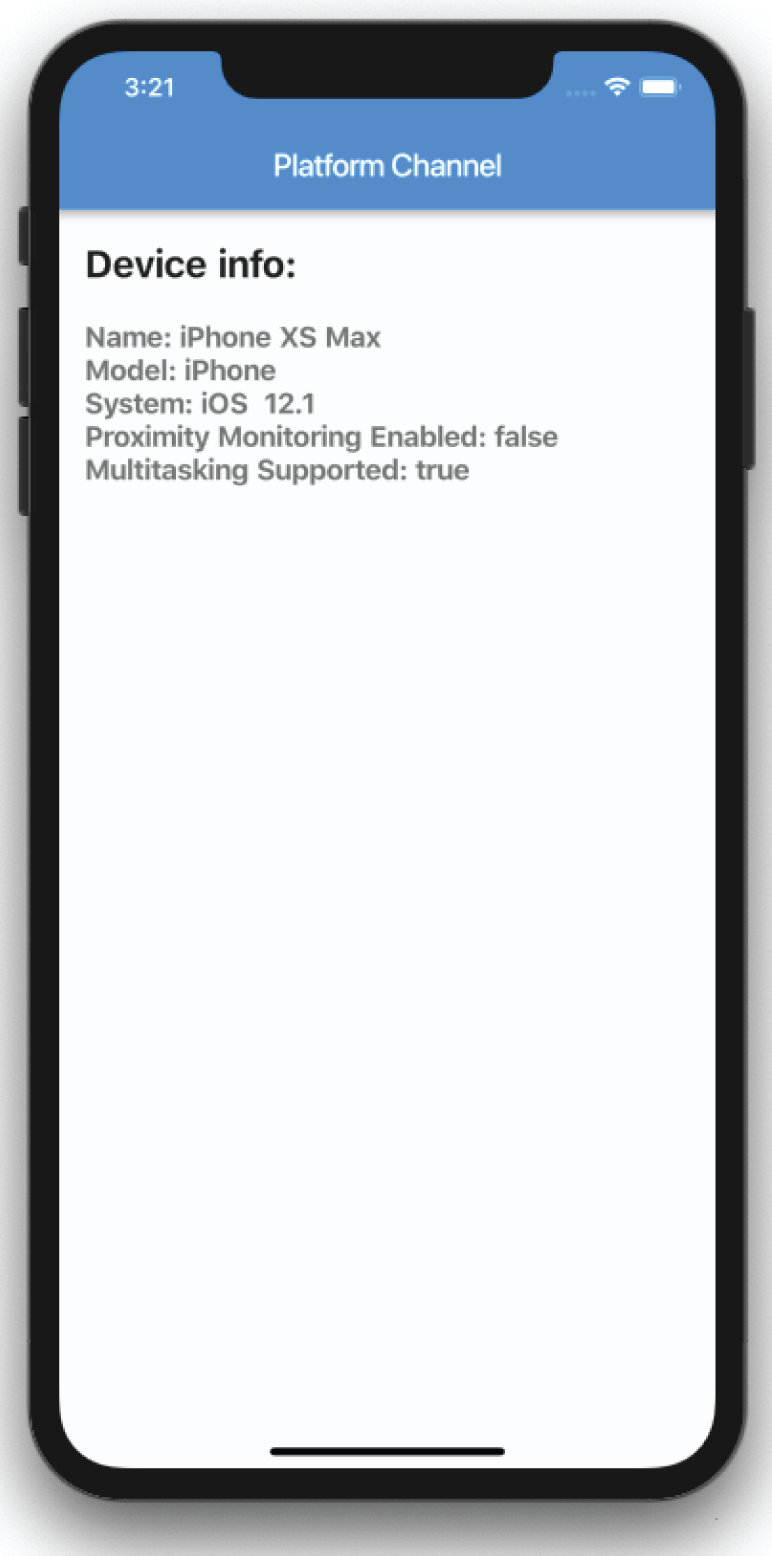 3:21
Platform Channel
Device info:
Name: iPhone XS Max
Model: iPhone
System: iOS  12.1
Proximity Monitoring Enabled: false
Multitasking Supported: true